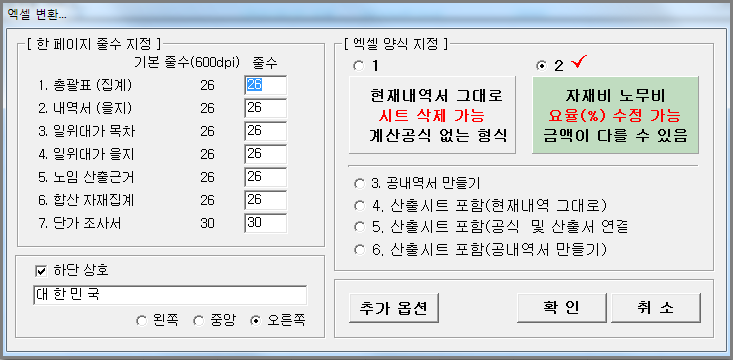 엑셀 변환...
[ 한 페이지 줄수 지정 ]
기본 줄수(600dpi) 줄수
1. 총괄표 (집계) 26 26
2. 내역서 (을지) 26 26
3. 일위대가 목차 26 26
4. 일위대가 을지 26 26
5. 노임 산출근거 26 26
6. 합산 자재집계 26 26
7. 단가 조사서 30 30
하단 상호
대 한 민 국
왼쪽 중앙 오른쪽
[ 엑셀 양식 지정 ]
1
현재내역서 그대로
시트 삭제 가능
계산공식 없는 형식
2
자재비 노무비
요율(%) 수정 가능
금액이 다를 수 있음
3. 공내역서 만들기
4. 산출시트 포함(현재내역 그대로)
5. 산출시트 포함(공식 및 산출서 연결
6. 산출시트 포함(공내역서 만들기)
추가 옵션 확 인 취 소